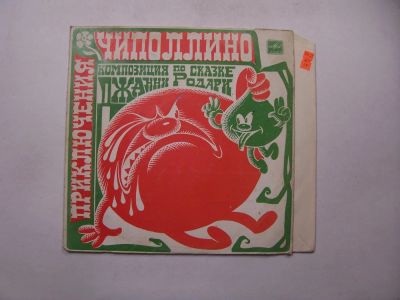 ПРИКЛЮЧЕНИЯ
ЧИПОЛЛИНО
КОМПОЗИЦИЯ ПО СКАЗКЕ
ДЖАННИ РОДАРИ